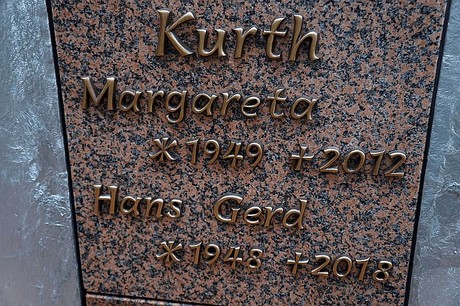 Kurth
Margareta
*1949 +2012
Hans Gerd
*1948 +2018